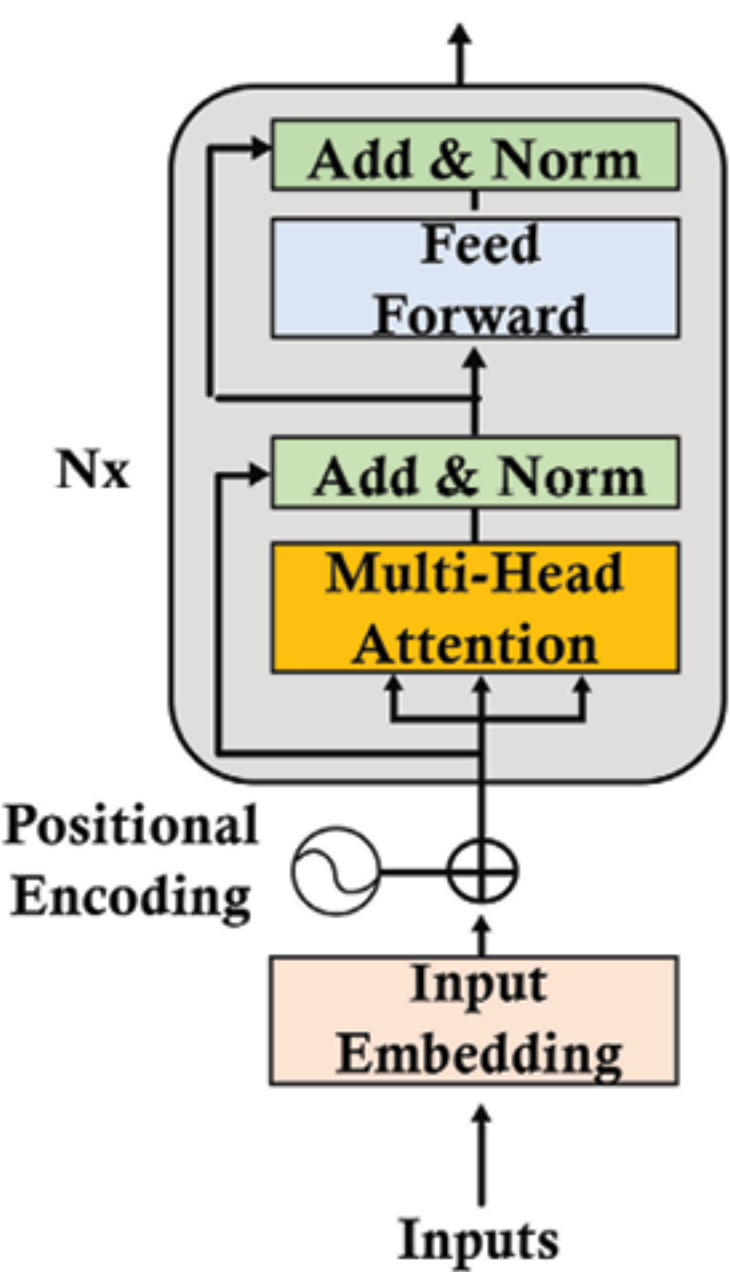 Add & Norm
Feed
Forward
Nx
Add & Norm
Multi-Head
Attention
Positional
Encoding
Input
Embedding
Inputs